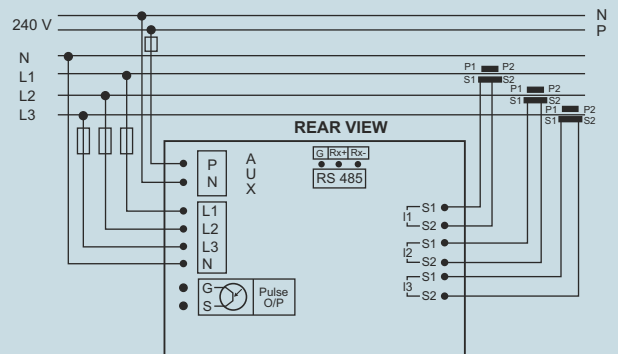 240 V
N
P
N
L1
L2
L3
P1 P2
S1 S2
P1 P2
S1 S2
P1 P2
S1 S2
REAR VIEW
P
N
AUX
G Rx+ Rx-
RS 485
L1
L2
L3
N
G
S
Pulse
O/P
S1
I1
S2
S1
I2
S2
S1
I3
S2